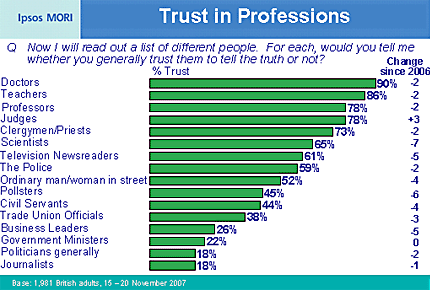 Ipsos MORI
Trust in Professions
Q Now I will read out a list of different people. For each, would you tell me
whether you generally trust them to tell the truth or not?
% Trust
Change
since 2006
Doctors 90% -2
Teachers 86% -2
Professors 78% -2
Judges 78% +3
Clergymen/Priests 73% -2
Scientists 65% -7
Television Newsreaders 61% -5
The Police 59% -2
Ordinary man/woman in street 52% -4
Pollsters 45% -6
Civil Servants 44% -4
Trade Union Officials 38% -3
Business Leaders 26% -5
Government Ministers 22% 0
Politicians generally 18% -2
Journalists 18% -1
Base: 1,981 British adults, 15 – 20 November 2007